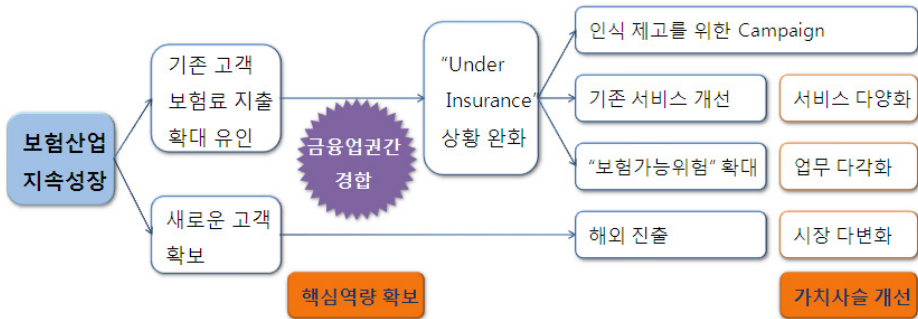 보험산업
지속성장
기존 고객
보험료 지출
확대 유인
새로운 고객
확보
금융업권간
경합
핵심역량 확보
“Under
Insurance”
상황 완화
인식 제고를 위한 Campaign
기존 서비스 개선
서비스 다양화
“보험가능위험” 확대
업무 다각화
해외 진출
시장 다변화
가치사슬 개선